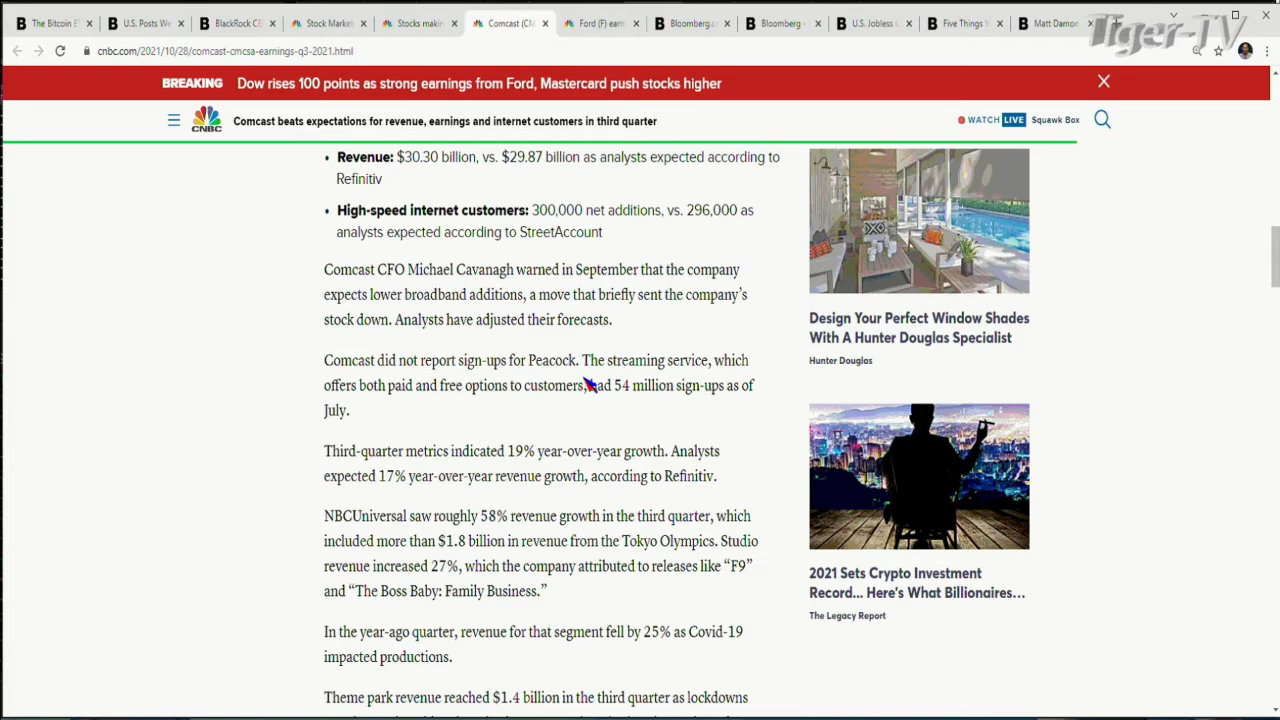 The Bitcoin E
U.S. Posts We
BlackRock CE
Stock Market
Stocks makin
Comcast (CM
Ford (F) earn
Bloomberg.c
Bloomberg -
U.S. Jobless C
Five Things Y
Matt Damon
Tiger-TV
cnbc.com/2021/10/28/comcast-cmcsa-earnings-q3-2021.html
BREAKING Dow rises 100 points as strong earnings from Ford, Mastercard push stocks higher
CNBC
Comcast beats expectations for revenue, earnings and internet customers in third quarter
WATCH LIVE Squawk Box
• Revenue: $30.30 billion, vs. $29.87 billion as analysts expected according to
Refinitiv
• High-speed internet customers: 300,000 net additions, vs. 296,000 as
analysts expected according to StreetAccount
Comcast CFO Michael Cavanagh warned in September that the company
expects lower broadband additions, a move that briefly sent the company's
stock down. Analysts have adjusted their forecasts.
Comcast did not report sign-ups for Peacock. The streaming service, which
offers both paid and free options to customers, had 54 million sign-ups as of
July.
Third-quarter metrics indicated 19% year-over-year growth. Analysts
expected 17% year-over-year revenue growth, according to Refinitiv.
NBCUniversal saw roughly 58% revenue growth in the third quarter, which
included more than $1.8 billion in revenue from the Tokyo Olympics. Studio
revenue increased 27%, which the company attributed to releases like “F9”
and “The Boss Baby: Family Business.”
In the year-ago quarter, revenue for that segment fell by 25% as Covid-19
impacted productions.
Theme park revenue reached $1.4 billion in the third quarter as lockdowns
Design Your Perfect Window Shades
With A Hunter Douglas Specialist
Hunter Douglas
2021 Sets Crypto Investment
Record... Here's What Billionaires…
The Legacy Report